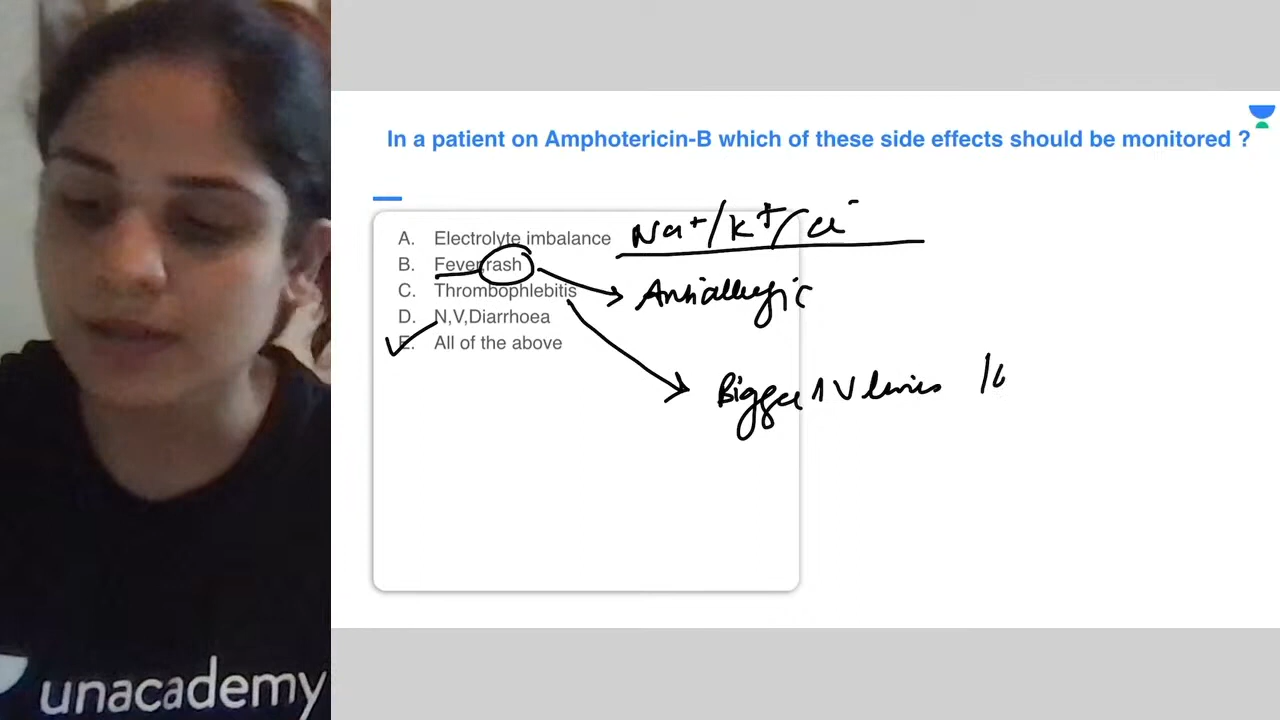 In a patient on Amphotericin-B which of these side effects should be monitored ?
A. Electrolyte imbalance Na+/K+/Cl-
B. Fever,rash
C. Thrombophlebitis Antiallergic
D. N,V,Diarrhoea
E. All of the above
Bigger IV lines
unacademy